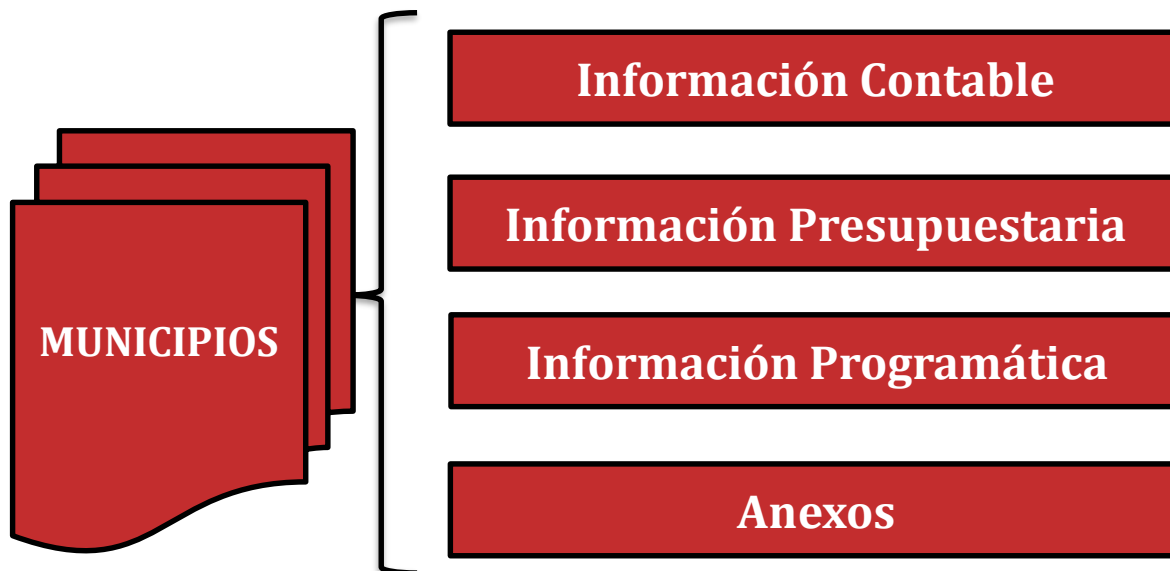 MUNICIPIOS
Información Contable
Información Presupuestaria
Información Programática
Anexos